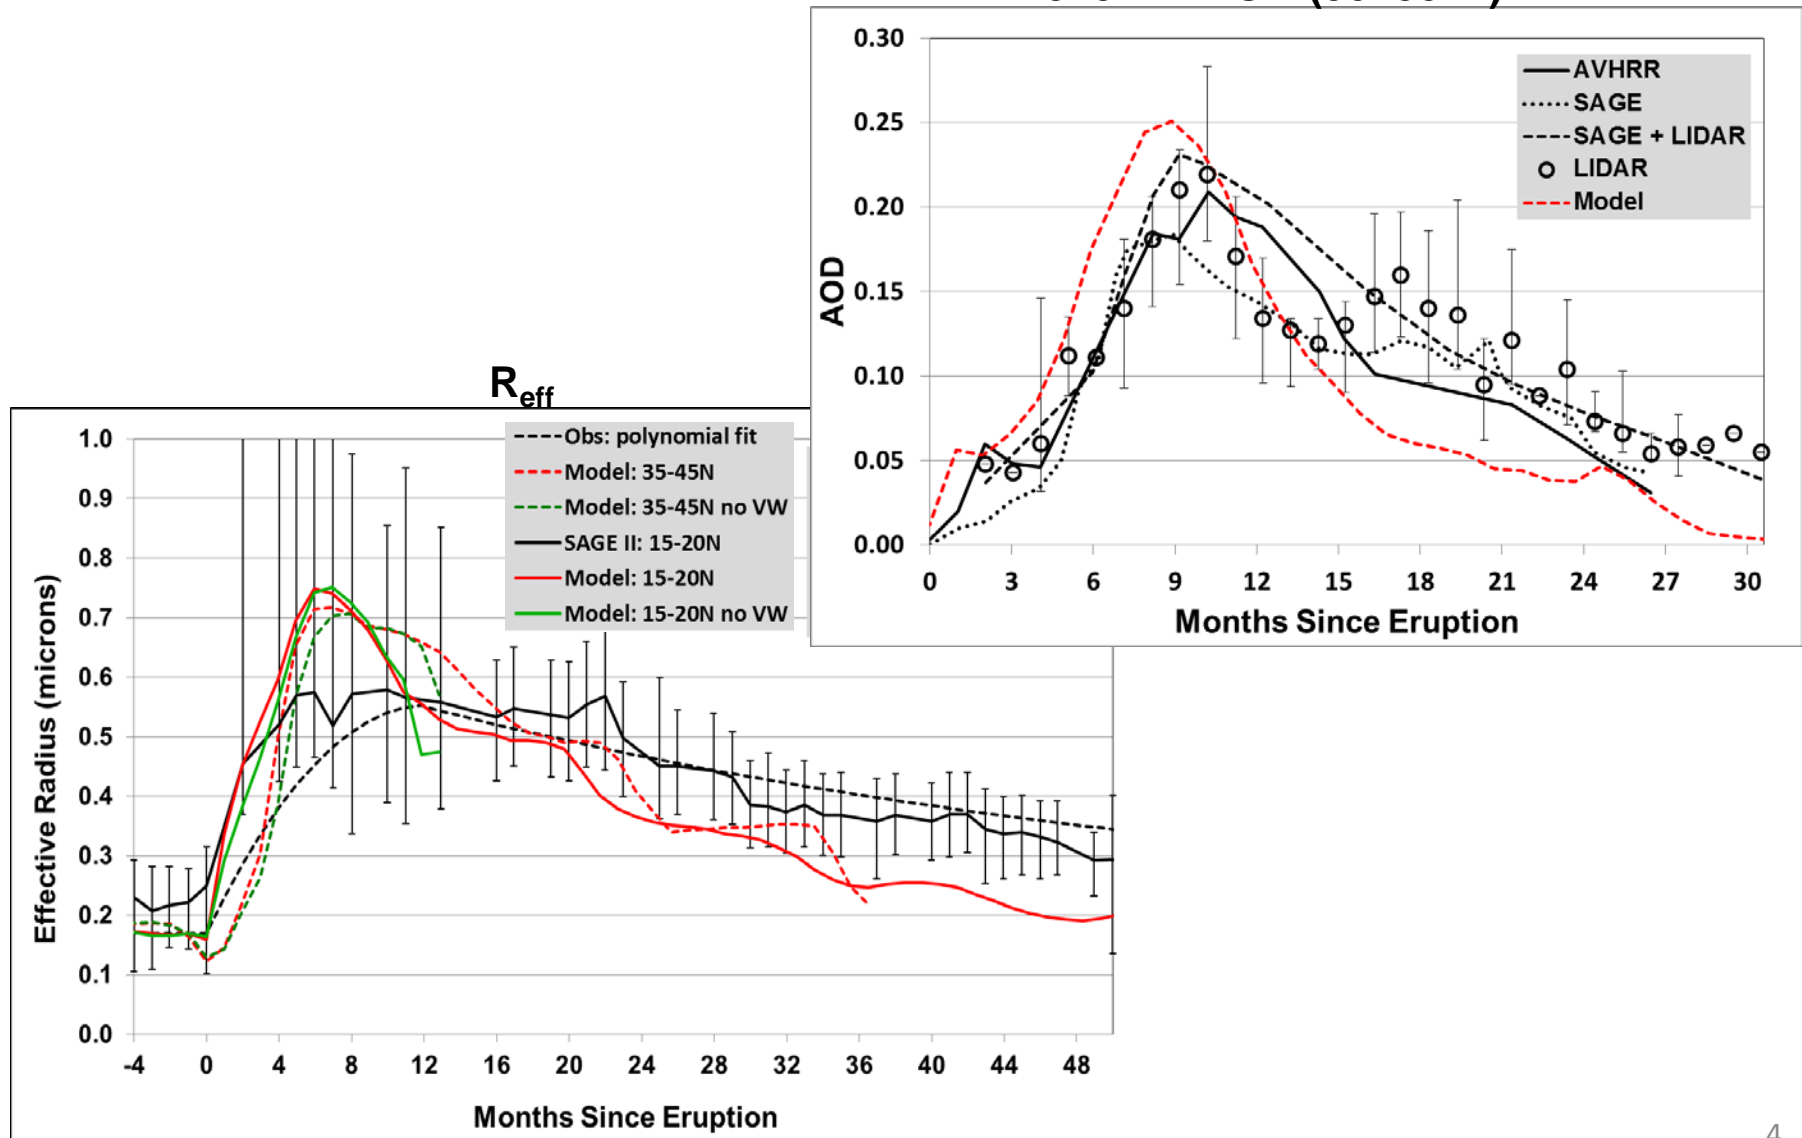 0.30
0.25
0.20
0.15
0.10
0.05
0.00
AOD
AVHRR
SAGE
SAGE + LIDAR
LIDAR
Model
0 3 6 9 12 15 18 21 24 27 30
Months Since Eruption
Reff
1.0
0.9
0.8
0.7
0.6
0.5
0.4
0.3
0.2
0.1
0.0
Effective Radius (microns)
Obs: polynomial fit
Model: 35-45N
Model: 35-45N no VW
SAGE II: 15-20N
Model: 15-20N
Model: 15-20N no VW
-4 0 4 8 12 16 20 24 28 32 36 40 44 48
Months Since Eruption
4